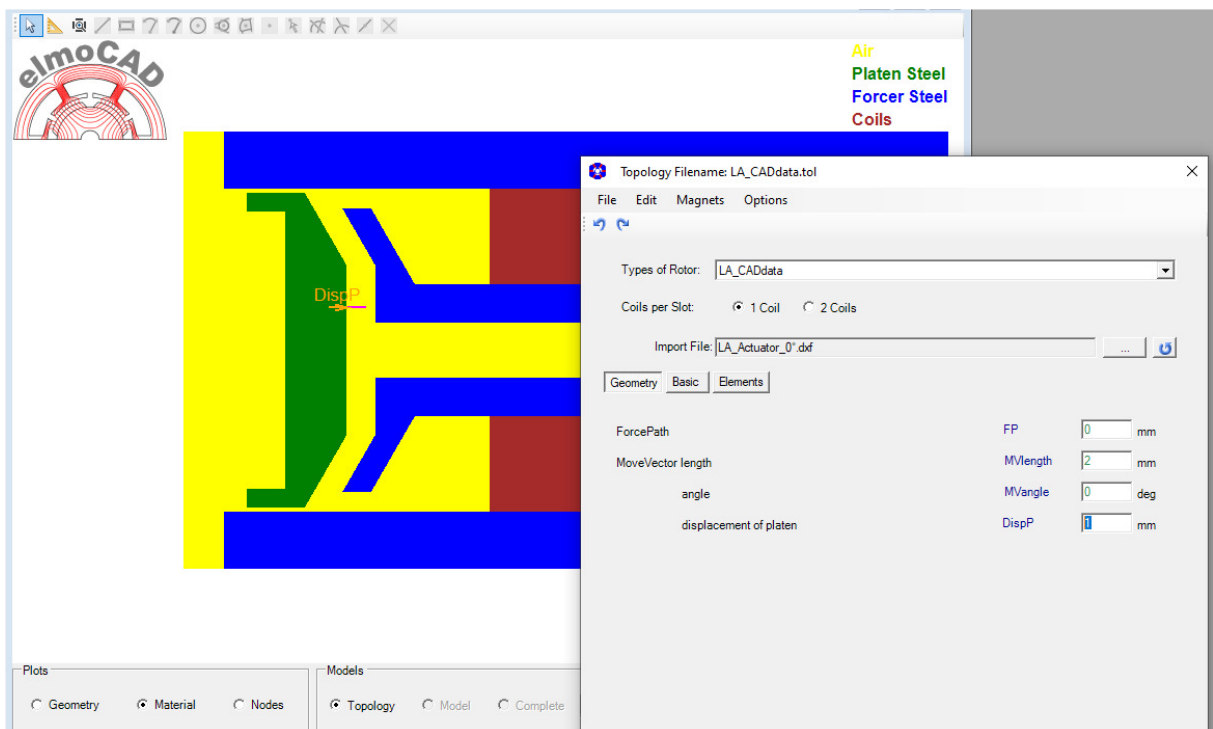 elmoCAD
Air
Platen Steel
Forcer Steel
Coils
DispP
Plots
Geometry Material Nodes
Models
Topology Model Complete
Topology Filename: LA_CADdata.tol
File Edit Magnets Options
Types of Rotor: LA_CADdata
Coils per Slot: 1 Coil 2 Coils
Import File: LA_Actuator_0°.dxf ...
Geometry Basic Elements
ForcePath FP 0 mm
MoveVector length MVlength 2 mm
angle MVangle 0 deg
displacement of platen DispP 1 mm